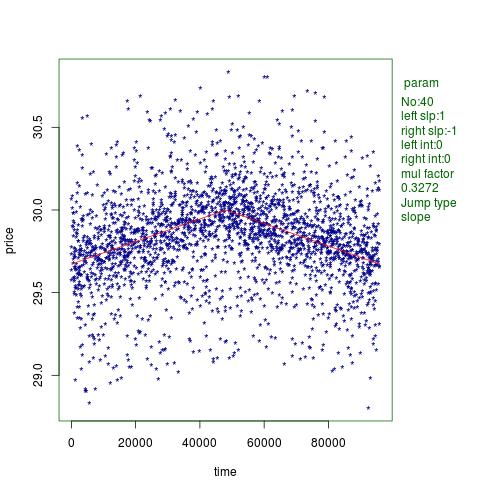 param
No:40
left slp:1
right slp:-1
left int:0
right int:0
mul factor
0.3272
Jump type
slope
price
30.5
30.0
29.5
29.0
0 20000 40000 60000 80000
time